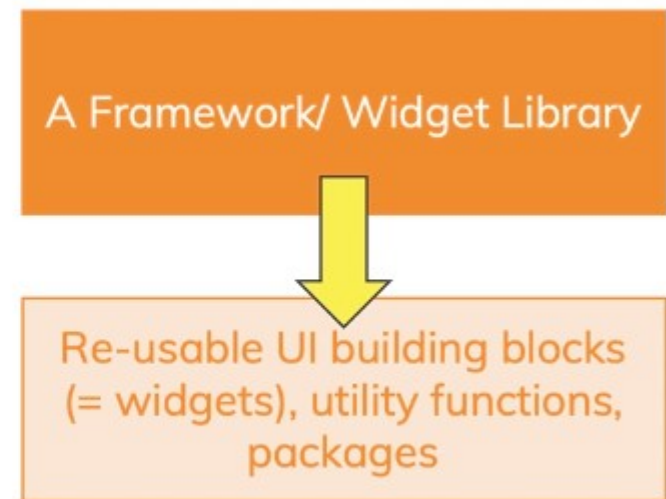 A Framework/ Widget Library
Re-usable UI building blocks
(= widgets), utility functions,
packages